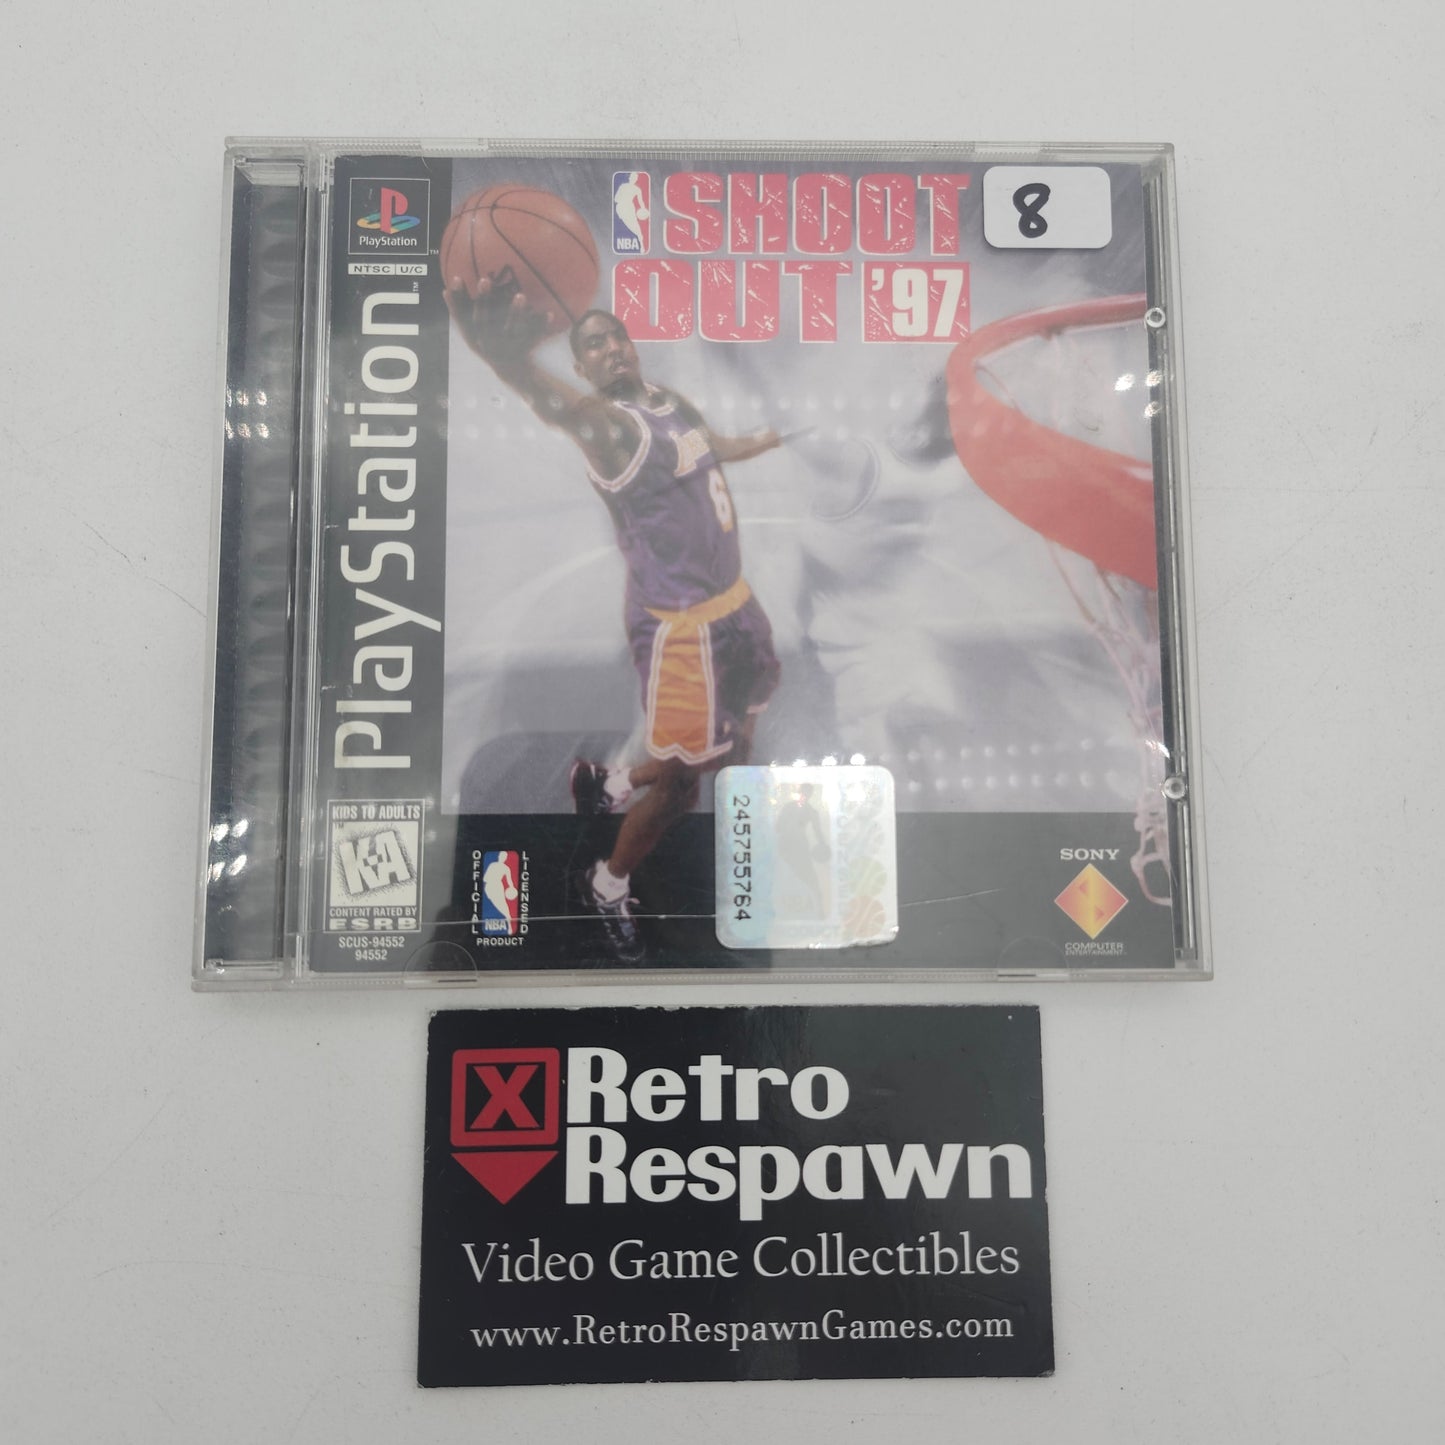 PlayStation
NTSC U/C
PlayStation
NBA
SHOOT
OUT '97
8
6
KIDS TO ADULTS
K-A
CONTENT RATED BY
ESRB
SCUS-94552
94552
OFFICIAL
LICENSED
NBA
PRODUCT
245755764
SONY
COMPUTER
ENTERTAINMENT
X
Retro
Respawn
Video Game Collectibles
www.RetroRespawnGames.com